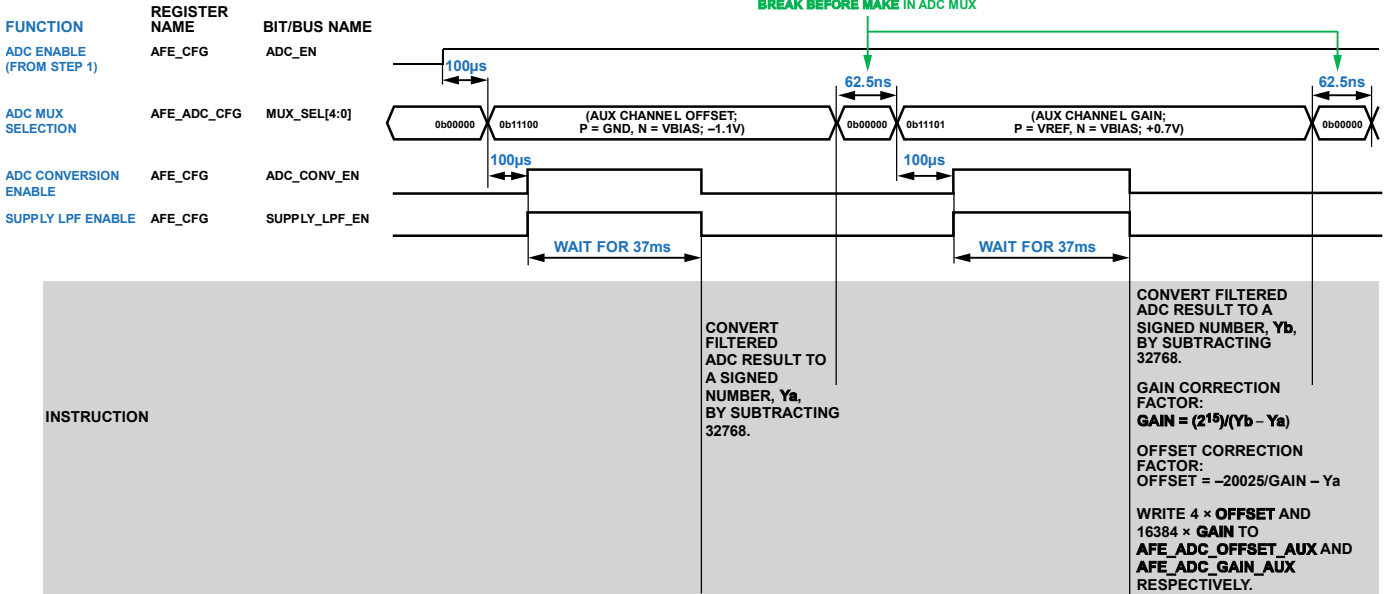 BREAK BEFORE MAKE IN ADC MUX
FUNCTION
REGISTER
NAME
BIT/BUS NAME
ADC ENABLE
(FROM STEP 1)
AFE_CFG
ADC_EN
100µs
62.5ns
62.5ns
ADC MUX
SELECTION
AFE_ADC_CFG
MUX_SEL[4:0]
0b00000
0b11100
(AUX CHANNEL OFFSET;
P = GND, N = VBIAS; –1.1V)
0b00000
0b11101
(AUX CHANNEL GAIN;
P = VREF, N = VBIAS; +0.7V)
0b00000
100µs
100µs
ADC CONVERSION
ENABLE
AFE_CFG
ADC_CONV_EN
SUPPLY LPF ENABLE
AFE_CFG
SUPPLY_LPF_EN
WAIT FOR 37ms
WAIT FOR 37ms
INSTRUCTION
CONVERT
FILTERED
ADC RESULT TO
A SIGNED
NUMBER, Ya,
BY SUBTRACTING
32768.
CONVERT FILTERED
ADC RESULT TO A
SIGNED NUMBER, Yb,
BY SUBTRACTING
32768.
GAIN CORRECTION
FACTOR:
GAIN = (2¹⁵)/(Yb – Ya)
OFFSET CORRECTION
FACTOR:
OFFSET = –20025/GAIN – Ya
WRITE 4 × OFFSET AND
16384 × GAIN TO
AFE_ADC_OFFSET_AUX AND
AFE_ADC_GAIN_AUX
RESPECTIVELY.